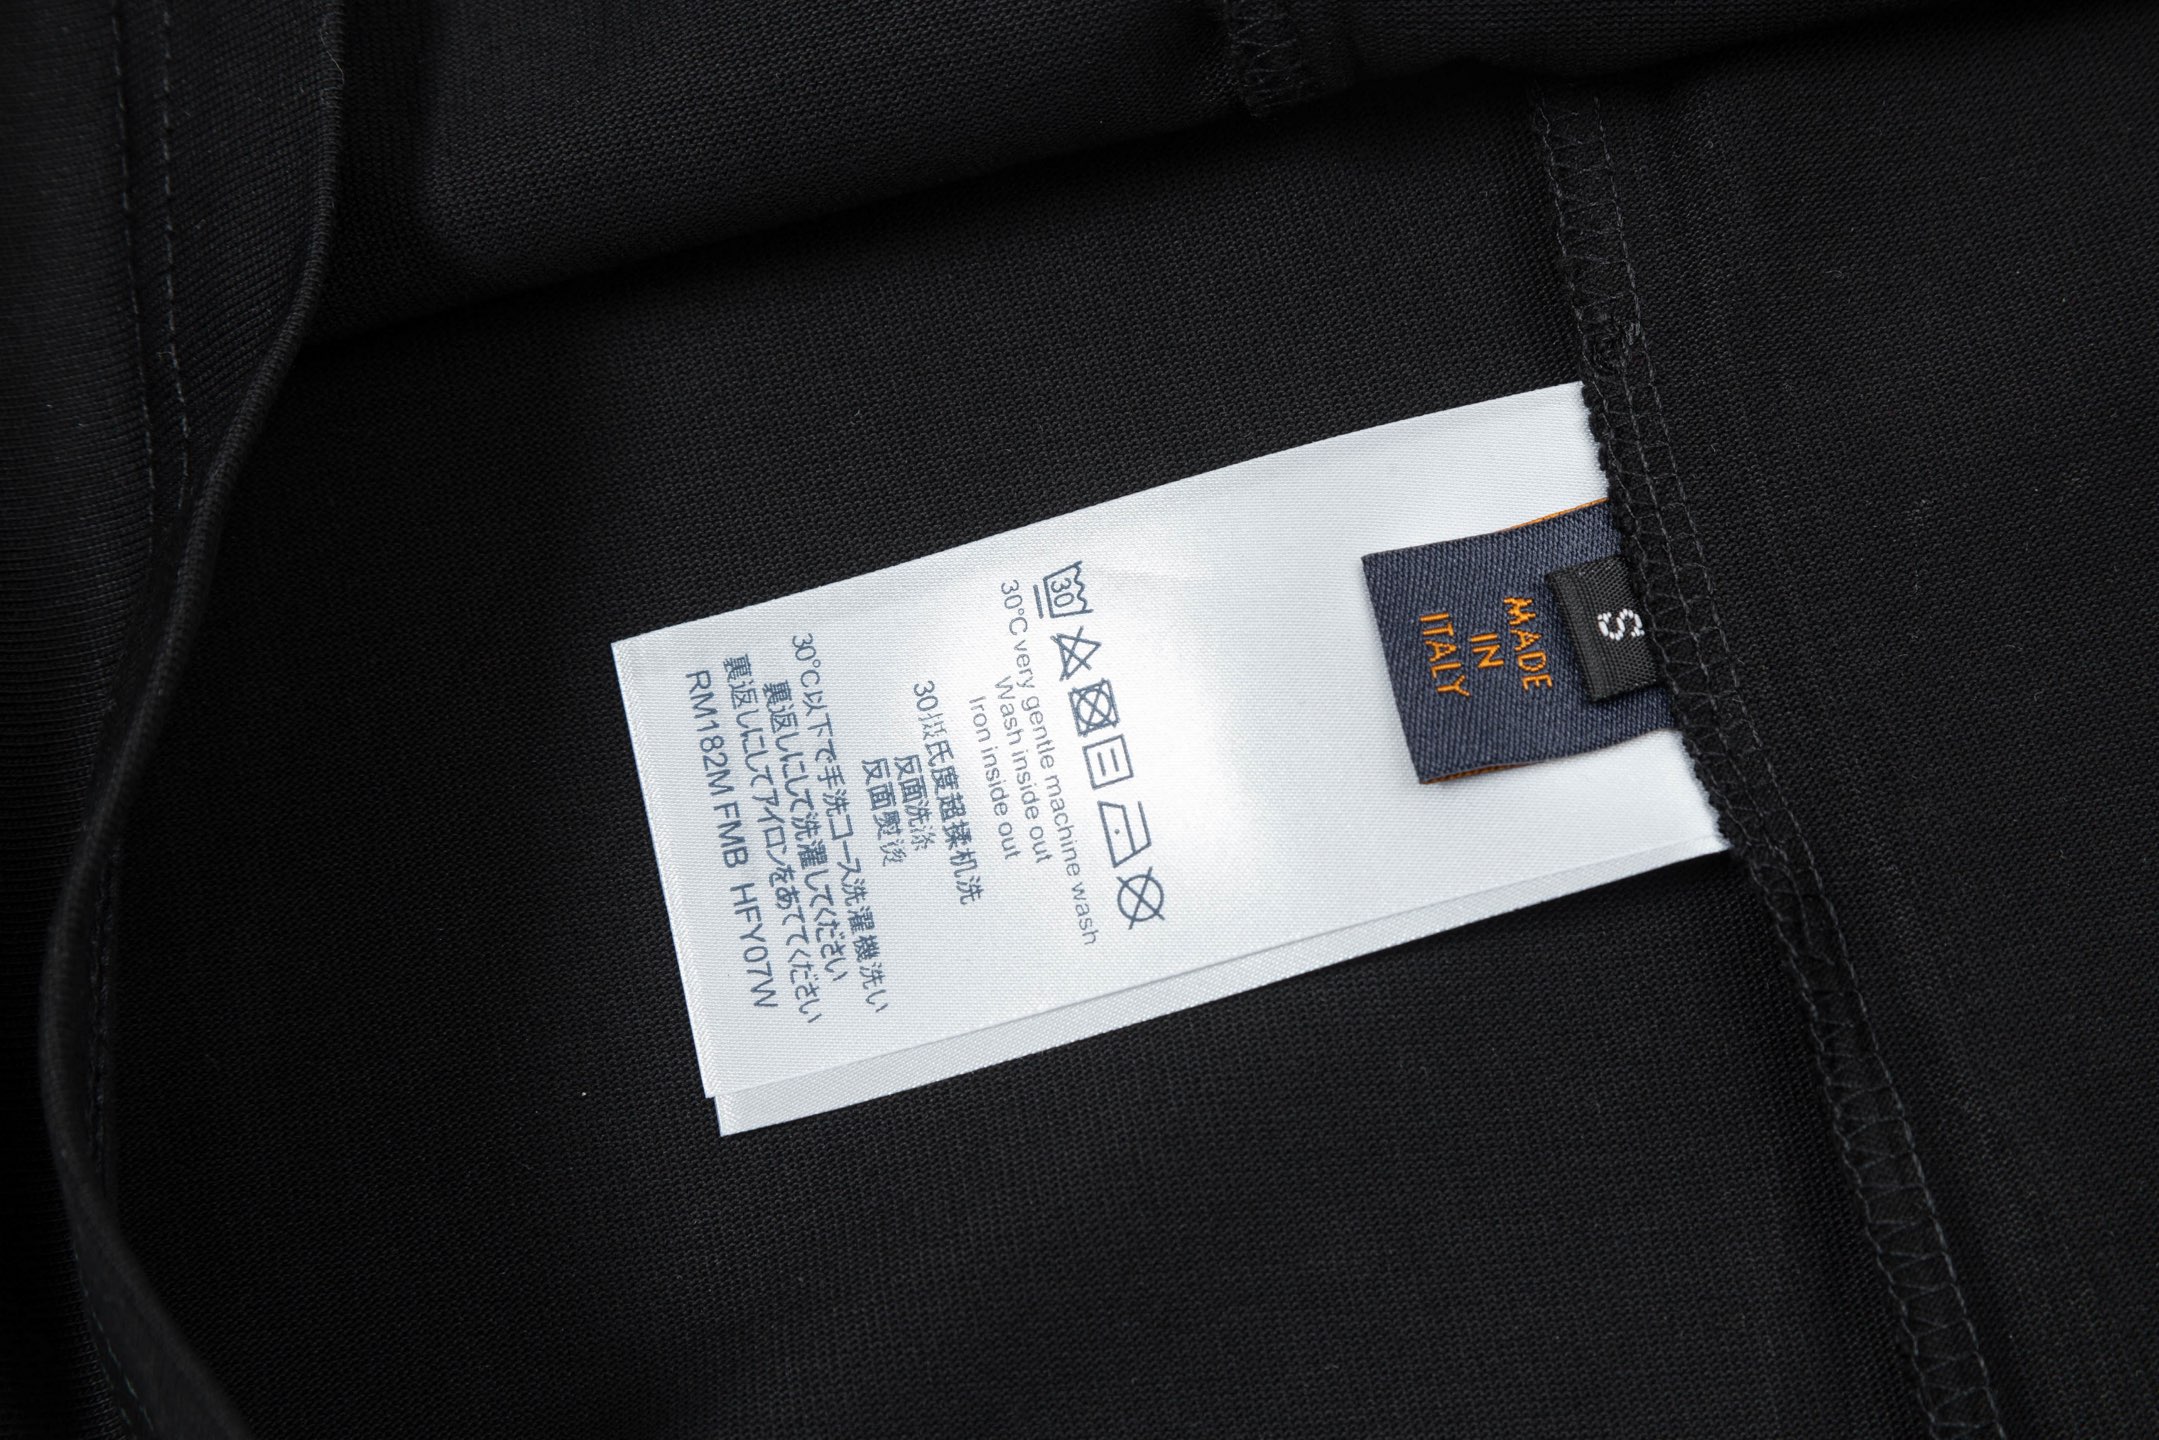 S
MADE
IN
ITALY
30
30°C very gentle machine wash
Wash inside out
Iron inside out
30摄氏度超揉机洗
反面洗涤
反面熨烫
30°C以下で手洗コース洗濯機洗い
裏返しにして洗濯してください
裏返しにしてアイロンをあててください
RM182M FMB HFY07W